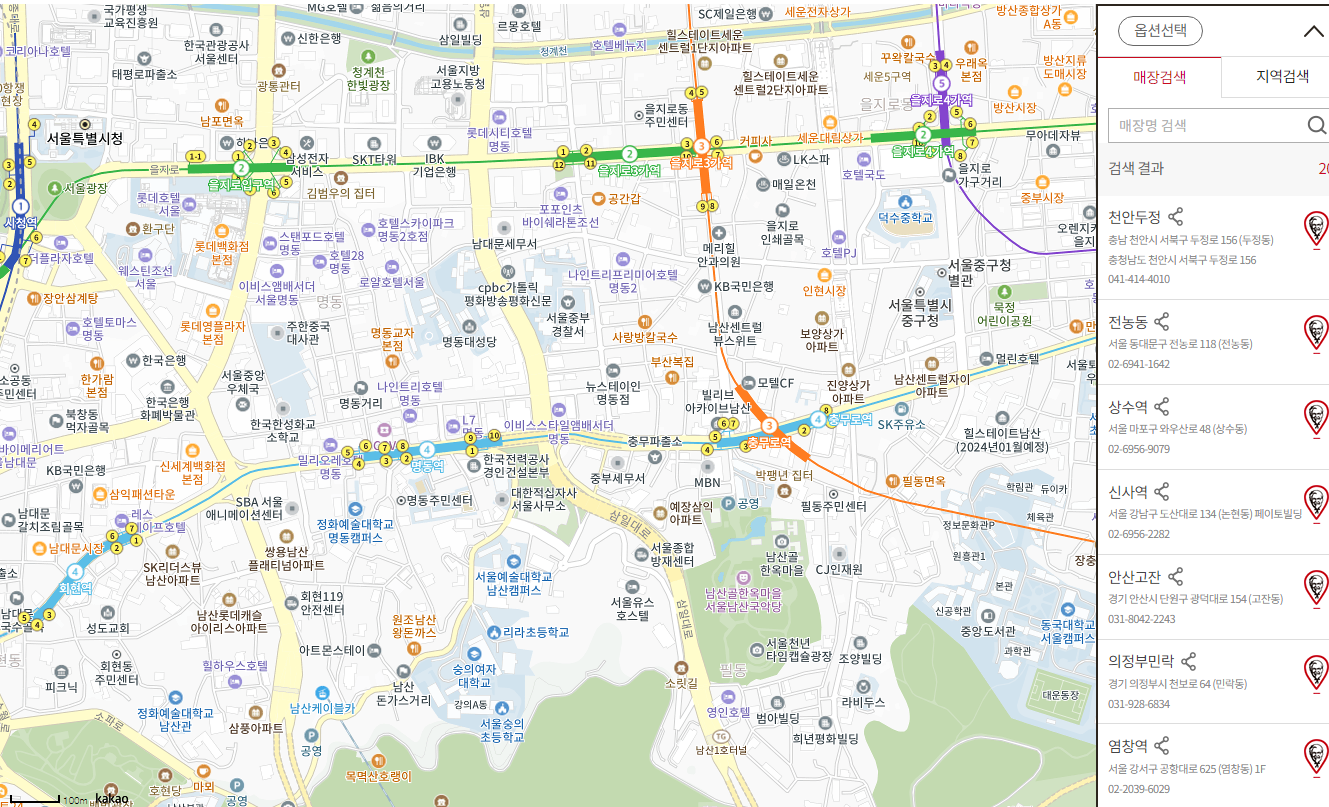 국가평생
교육진흥원
MG새마을금고
젊음의거리
르몽드호텔
SC제일은행
세운전자상가
방산종합상가
A동
코리아나호텔
한국관광공사
서울센터
신한은행
삼일빌딩
청계천
호텔베뉴지
힐스테이트세운
센트럴1단지아파트
꾸왁칼국수
우래옥
본점
태평로파출소
광통관터
청계천
한빛광장
서울지방
고용노동청
힐스테이트세운
센트럴2단지아파트
세운5구역
방산지류
도매시장
을지로4가역
방산시장
남포면옥
을지로동
주민센터
을지로동
서울특별시청
하나은행
롯데시티호텔
명동
커피사
세운대림상가
무아데자뷰
삼성전자
서비스
SKT타워
IBK
기업은행
을지로3가역
LK스파
을지로4가역
을지로
을지로입구역
을지로3가역
호텔국도
을지로
가구거리
서울광장
김범우의 집터
매일온천
중부시장
시청역
롯데호텔
서울
포포인츠
바이쉐라톤조선
공간갑
덕수중학교
환구단
호텔스카이파크
명동2호점
을지로
인쇄골목
더플라자호텔
롯데백화점
본점
스탠포드호텔
명동
남대문세무서
메리힐
안과의원
호텔PJ
웨스틴조선
서울
호텔28
명동
로얄호텔서울
cpbc가톨릭
평화방송평화신문
나인트리프리미어호텔
명동2
서울중구청
별관
장안삼계탕
이비스앰배서더
서울명동
명동
KB국민은행
인현시장
서울특별시
중구청
묵정
어린이공원
호텔토마스
명동
롯데영플라자
본점
주한중국
대사관
명동교자
본점
명동대성당
서울중부
경찰서
사랑방칼국수
남산센트럴
뷰스위트
보양상가
아파트
한국은행
부산복집
멀린호텔
한가람
본점
서울중앙
우체국
명동거리
나인트리호텔
명동
뉴스테이인
명동점
모텔CF
진양상가
아파트
남산센트럴자이
아파트
한국은행
화폐박물관
빌리브
아카이브남산
북창동
먹자골목
한국한성화교
소학교
L7
명동
이비스스타일앰배서더
명동
충무로역
SK주유소
충무로역
힐스테이트남산
(2024년01월예정)
신세계백화점
본점
밀리오레호텔
명동
명동역
충무파출소
KB국민은행
한국전력공사
경인건설본부
중부세무서
MBN
박팽년 집터
필동면옥
삼익패션타운
명동주민센터
대한적십자사
서울사무소
공영
필동주민센터
학림관
듀이카
남대문
갈치조림골목
SBA 서울
애니메이션센터
정화예술대학교
명동캠퍼스
삼일대로
예장삼익
아파트
정보문화관P
체육관
남대문시장
쌍용남산
플래티넘아파트
서울종합
방재센터
남산골
한옥마을
원흥관1
SK리더스뷰
남산아파트
서울예술대학교
남산캠퍼스
CJ인재원
회현역
본관
남산롯데캐슬
아이리스아파트
회현119
안전센터
서울유스
호스텔
남산골한옥마을
서울남산국악당
신공학관
성도교회
원조남산
왕돈까스
리라초등학교
삼일대로
중앙도서관
동국대학교
서울캠퍼스
과학관
아트몬스테이
서울천년
타임캡슐광장
조양빌딩
회현동
주민센터
힐하우스호텔
숭의여자
대학교
소릿길
필동
피크닉
남산
돈가스거리
강의A동
라비두스
대운동장
정화예술대학교
남산관
남산케이블카
영인호텔
범아빌딩
삼풍아파트
서울숭의
초등학교
소파로
공영
남산1호터널
희년평화빌딩
목멱산호랭이
호현당
마뫼
공영
100m kakao
옵션선택
매장검색
지역검색
매장명 검색
검색 결과
천안두정
충남 천안시 서북구 두정로 156 (두정동)
충청남도 천안시 서북구 두정로 156
041-414-4010
전농동
서울 동대문구 전농로 118 (전농동)
02-6941-1642
상수역
서울 마포구 와우산로 48 (상수동)
02-6956-9079
신사역
서울 강남구 도산대로 134 (논현동) 페이토빌딩
02-6956-2282
안산고잔
경기 안산시 단원구 광덕대로 154 (고잔동)
031-8042-2243
의정부민락
경기 의정부시 천보로 64 (민락동)
031-928-6834
염창역
서울 강서구 공항대로 625 (염창동) 1F
02-2039-6029